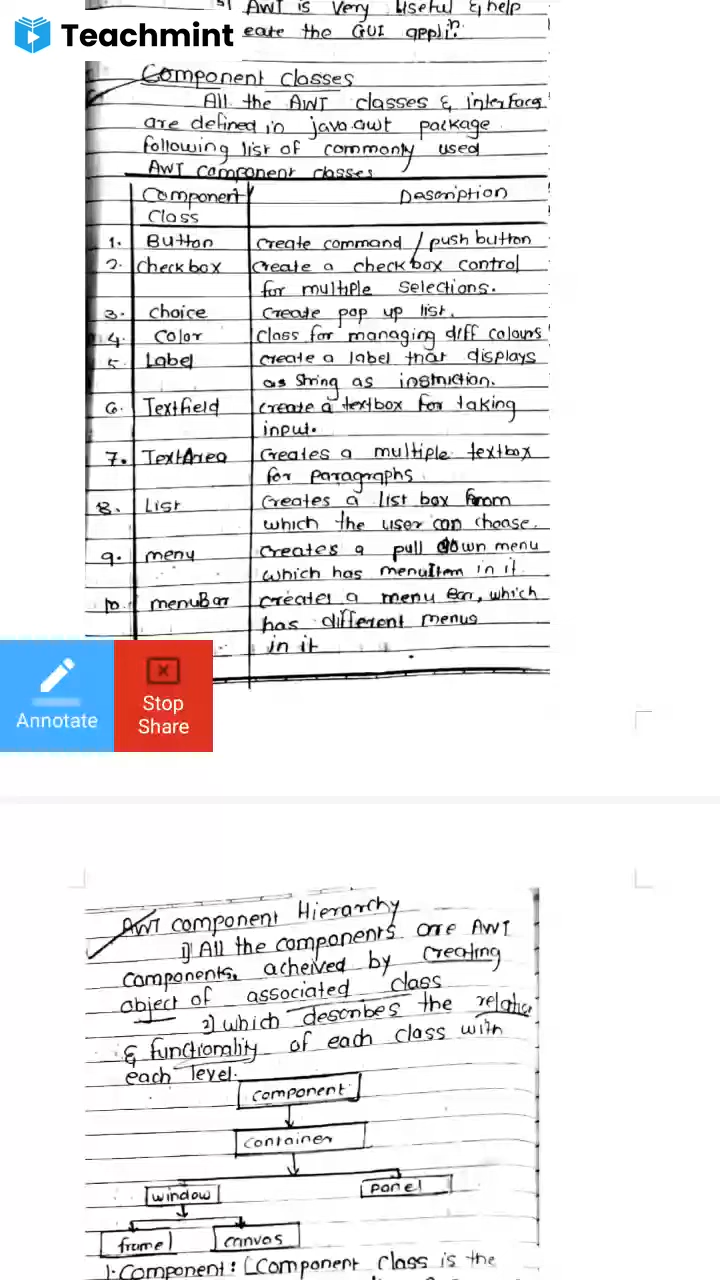 5) AWT is Very Useful & help
Teachmint
eate the GUI appli
Component classes
All the AWT classes & interfaces
are defined in java.awt package
following list of commonly used
AWT component classes
Component Class | Description
1. Button | create command / push button
2. checkbox | create a checkbox control
for multiple selections.
3. choice | create pop up list.
4. color | class for managing diff colours
5. Label | create a label that displays
as string as instruction.
6. Textfield | create a textbox for taking
input.
7. TextArea | creates a multiple textbox
for paragraphs
8. List | creates a list box from
which the user can choose.
9. menu | creates a pull down menu
which has menuItem in it
10. menuBar | creates a menu Bar, which
has different menus
in it
Annotate
Stop
Share
AWT component Hierarchy
1) All the components are AWT
components. acheived by creating
object of associated class
2) which describes the
& functionality of each class with
each level.
component
container
window
panel
frame
canvas
1. Component: [Component class is the